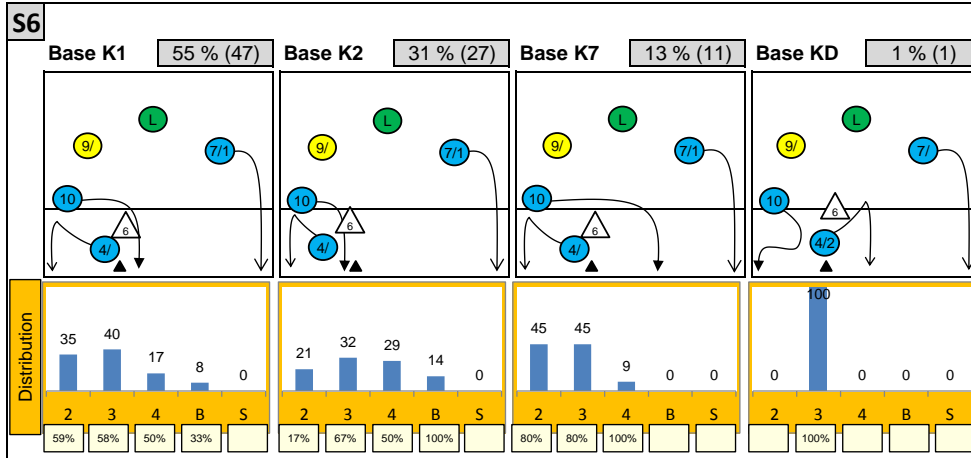 S6
Base K1 55 % (47) Base K2 31 % (27) Base K7 13 % (11) Base KD 1 % (1)
L L L L
9/ 7/1 9/ 7/1 9/ 7/1 9/ 7/
10 10 10 10
6 6 6 6
4/ 4/ 4/ 4/2
Distribution
35 40 17 8 0 21 32 29 14 0 45 45 9 0 0 0 100 0 0 0
2 3 4 B S 2 3 4 B S 2 3 4 B S 2 3 4 B S
59% 58% 50% 33% 17% 67% 50% 100% 80% 80% 100% 100%